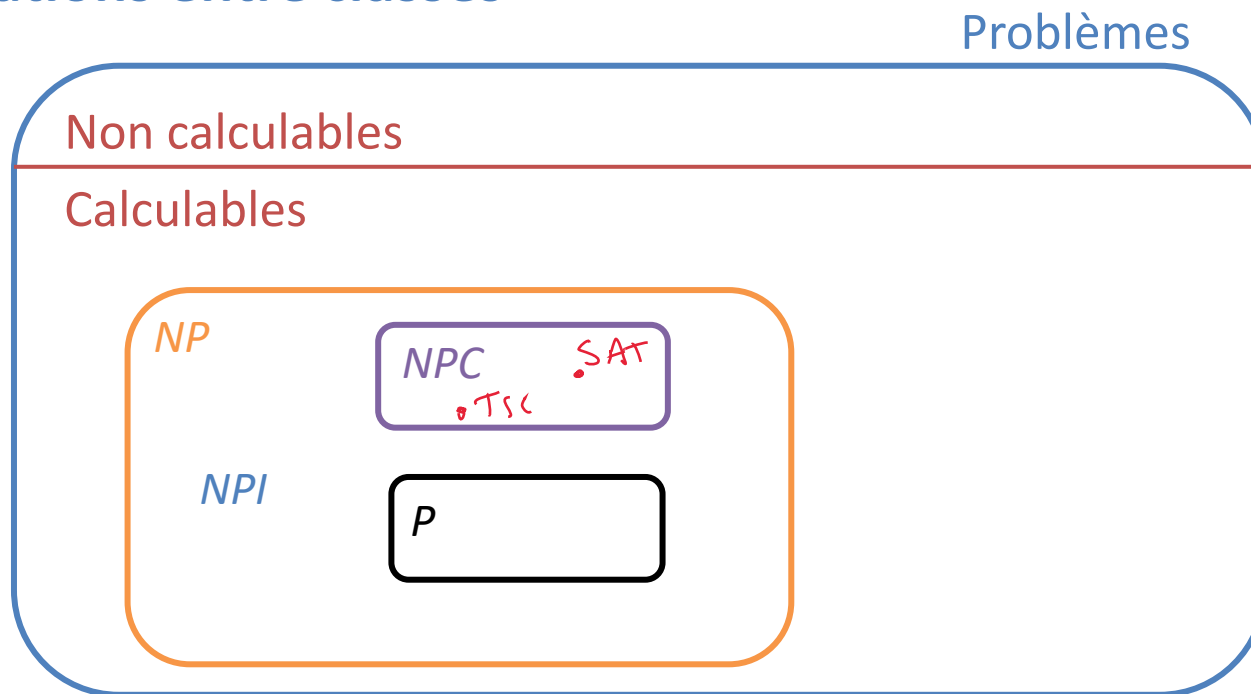 Problèmes
Non calculables
Calculables
NP
NPC
SAT
TSC
NPI
P